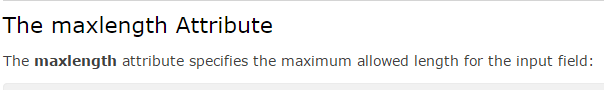 The maxlength Attribute
The maxlength attribute specifies the maximum allowed length for the input field: